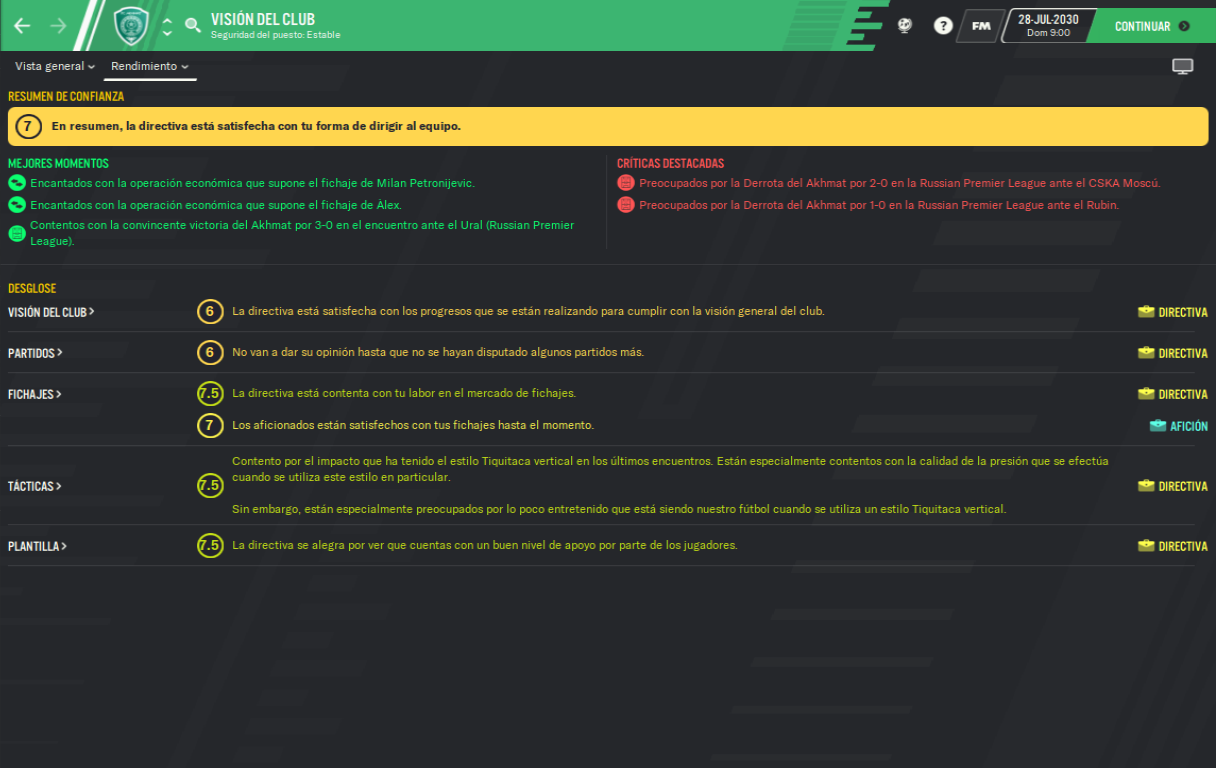 VISIÓN DEL CLUB
Seguridad del puesto: Estable
?
FM
28-JUL-2030
Dom 9:00
CONTINUAR
Vista general
Rendimiento
RESUMEN DE CONFIANZA
7 En resumen, la directiva está satisfecha con tu forma de dirigir al equipo.
MEJORES MOMENTOS
Encantados con la operación económica que supone el fichaje de Milan Petronijevic.
Encantados con la operación económica que supone el fichaje de Àlex.
Contentos con la convincente victoria del Akhmat por 3-0 en el encuentro ante el Ural (Russian Premier
League).
CRÍTICAS DESTACADAS
Preocupados por la Derrota del Akhmat por 2-0 en la Russian Premier League ante el CSKA Moscú.
Preocupados por la Derrota del Akhmat por 1-0 en la Russian Premier League ante el Rubin.
DESGLOSE
VISIÓN DEL CLUB > 6 La directiva está satisfecha con los progresos que se están realizando para cumplir con la visión general del club. DIRECTIVA
PARTIDOS > 6 No van a dar su opinión hasta que no se hayan disputado algunos partidos más. DIRECTIVA
FICHAJES > 7.5 La directiva está contenta con tu labor en el mercado de fichajes. DIRECTIVA
7 Los aficionados están satisfechos con tus fichajes hasta el momento. AFICIÓN
TÁCTICAS > 7.5 Contento por el impacto que ha tenido el estilo Tiquitaca vertical en los últimos encuentros. Están especialmente contentos con la calidad de la presión que se efectúa
cuando se utiliza este estilo en particular. DIRECTIVA
Sin embargo, están especialmente preocupados por lo poco entretenido que está siendo nuestro fútbol cuando se utiliza un estilo Tiquitaca vertical.
PLANTILLA > 7.5 La directiva se alegra por ver que cuentas con un buen nivel de apoyo por parte de los jugadores. DIRECTIVA